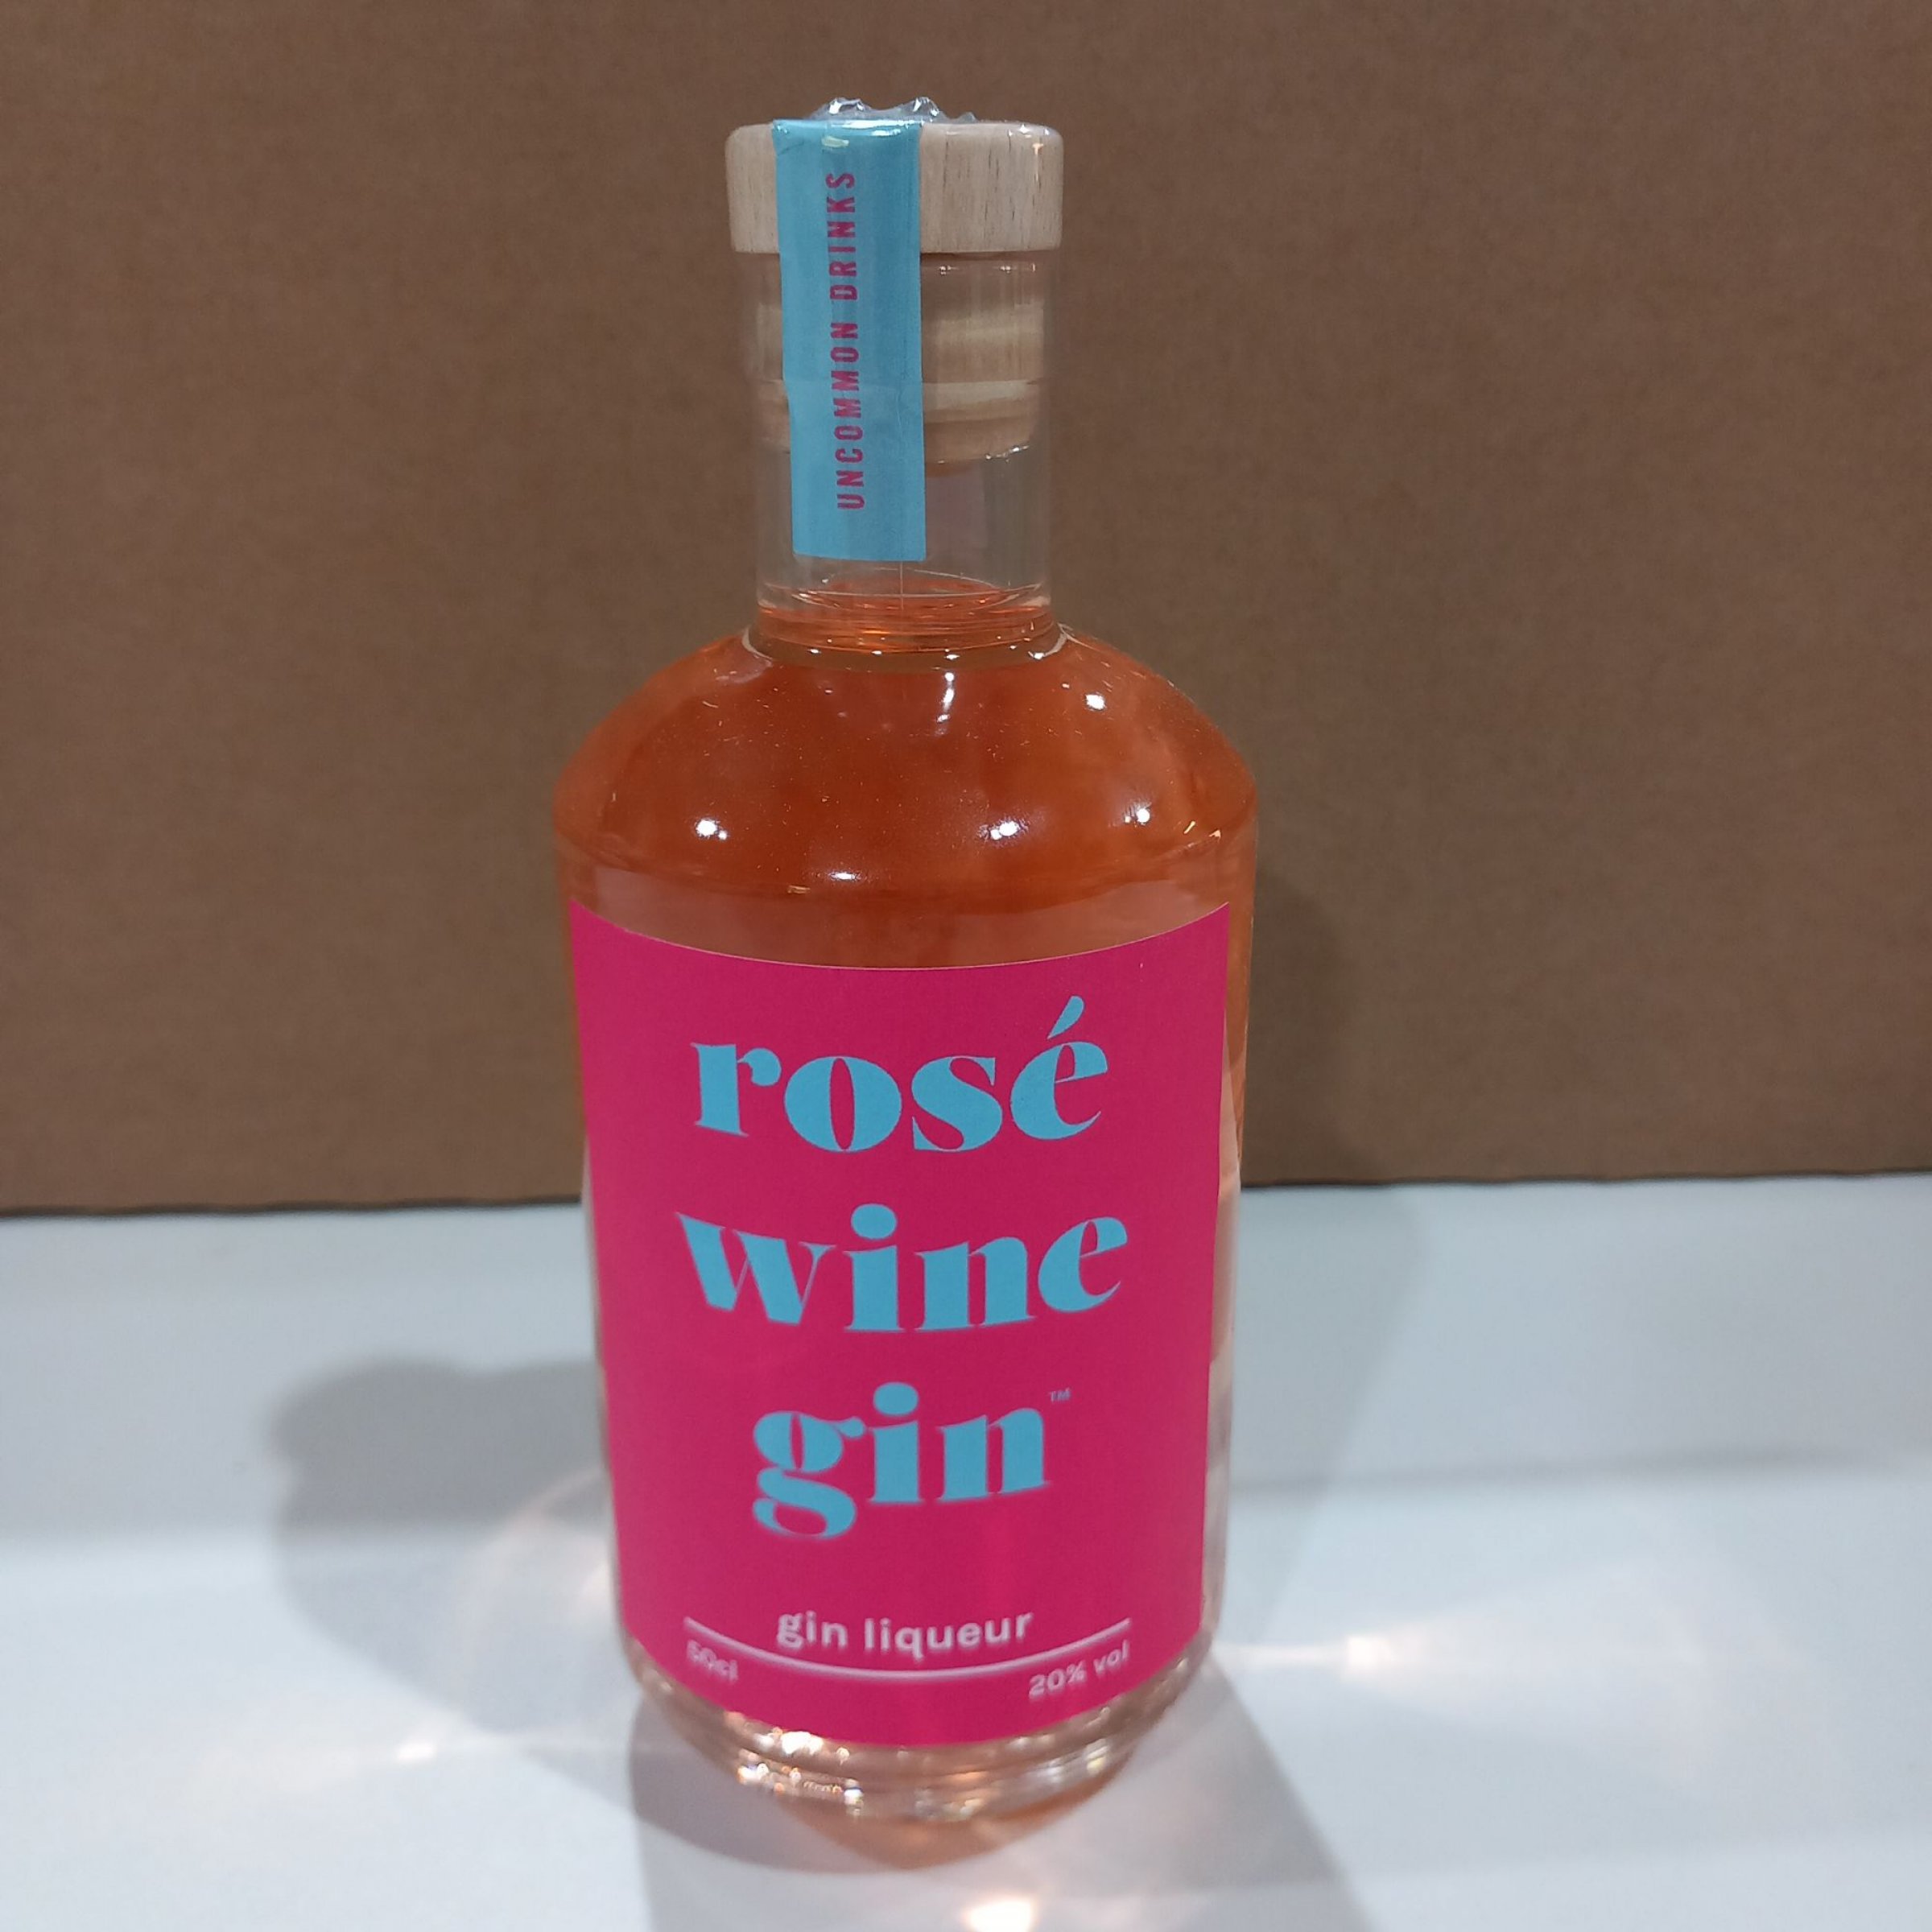 UNCOMMON DRINKS
rosé
wine
gin™
gin liqueur
50cl
20% vol